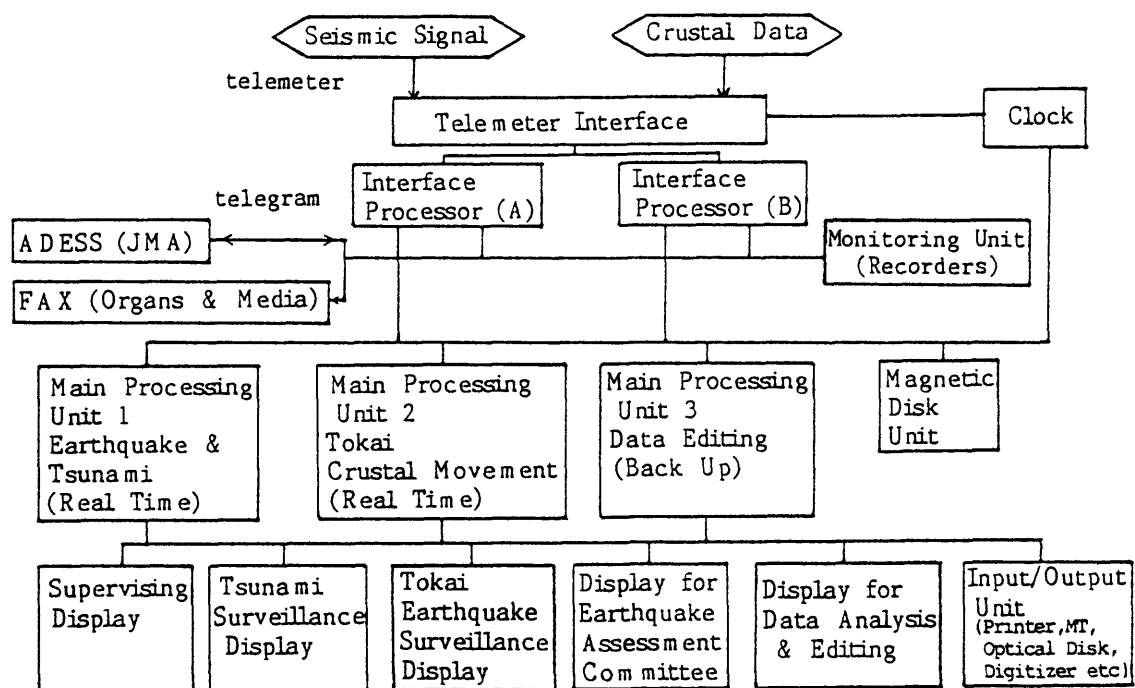 Seismic Signal
Crustal Data
telemeter
Telemeter Interface
Clock
Interface
Processor (A)
Interface
Processor (B)
telegram
ADESS (JMA)
Monitoring Unit
(Recorders)
FAX (Organs & Media)
Main Processing
Unit 1
Earthquake &
Tsunami
(Real Time)
Main Processing
Unit 2
Tokai
Crustal Movement
(Real Time)
Main Processing
Unit 3
Data Editing
(Back Up)
Magnetic
Disk
Unit
Supervising
Display
Tsunami
Surveillance
Display
Tokai
Earthquake
Surveillance
Display
Display for
Earthquake
Assessment
Committee
Display for
Data Analysis
& Editing
Input/Output
Unit
(Printer,MT,
Optical Disk,
Digitizer etc)